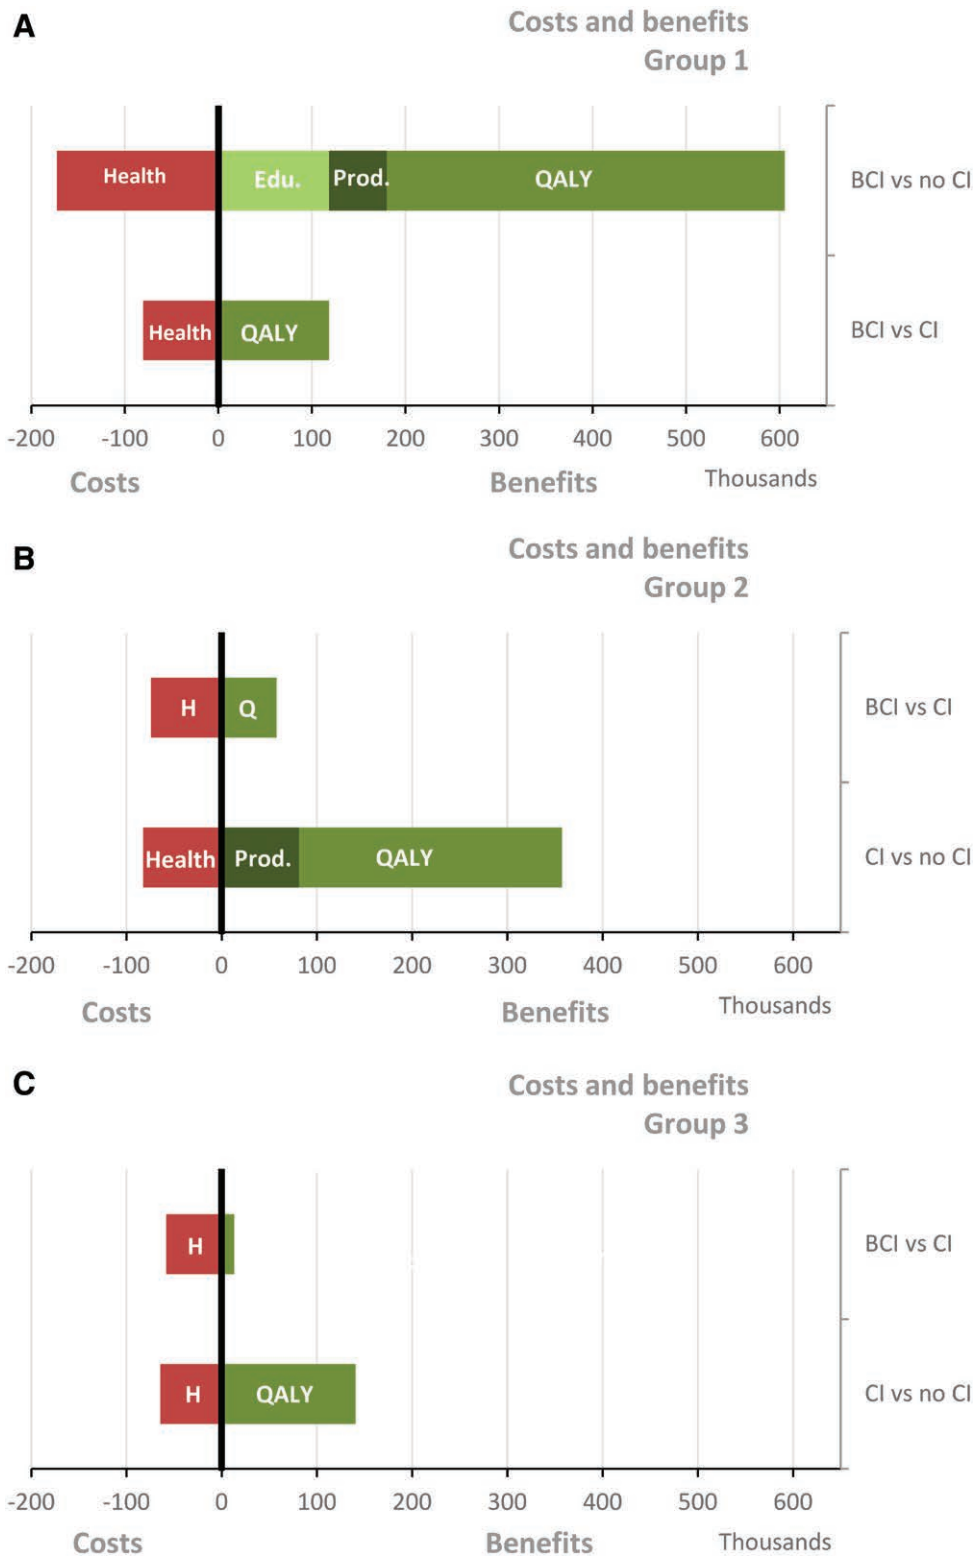 A
Costs and benefits
Group 1
Health Edu. Prod. QALY BCI vs no CI
Health QALY BCI vs CI
-200 -100 0 100 200 300 400 500 600
Costs Benefits Thousands
B
Costs and benefits
Group 2
H Q BCI vs CI
Health Prod. QALY CI vs no CI
-200 -100 0 100 200 300 400 500 600
Costs Benefits Thousands
C
Costs and benefits
Group 3
H BCI vs CI
H QALY CI vs no CI
-200 -100 0 100 200 300 400 500 600
Costs Benefits Thousands